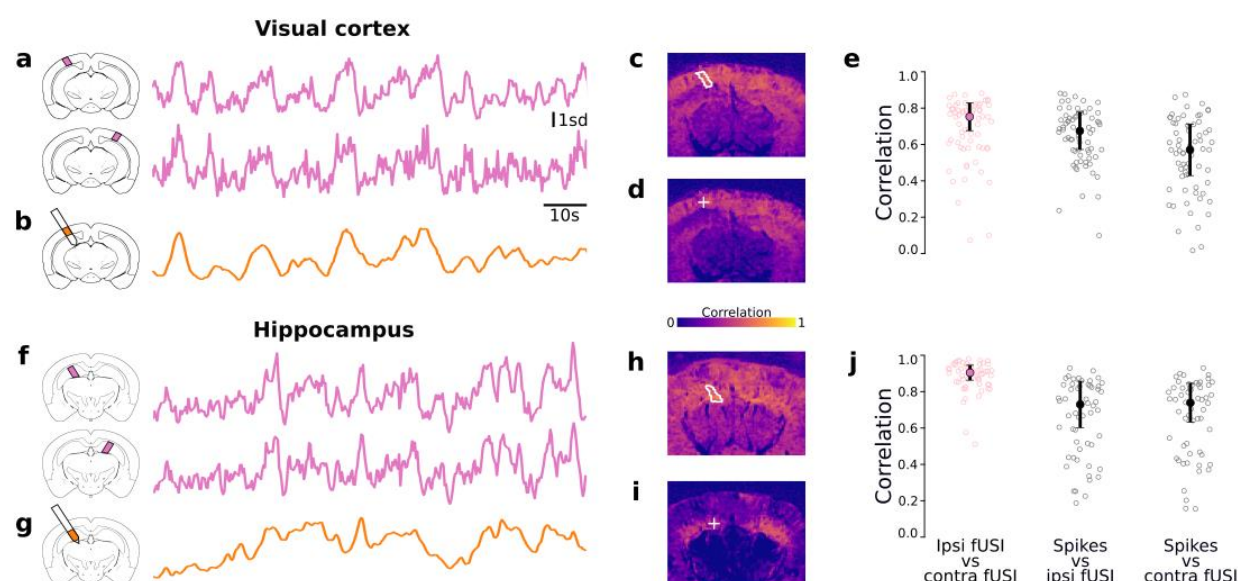 Visual cortex
a
1sd
10s
b
c
d
Correlation
0
1
e
Correlation
1.0
0.8
0.6
0.4
0.2
0.0
Hippocampus
f
g
h
i
j
Correlation
1.0
0.8
0.6
0.4
0.2
0.0
Ipsi fUSI
vs
contra fUSI
Spikes
vs
ipsi fUSI
Spikes
vs
contra fUSI